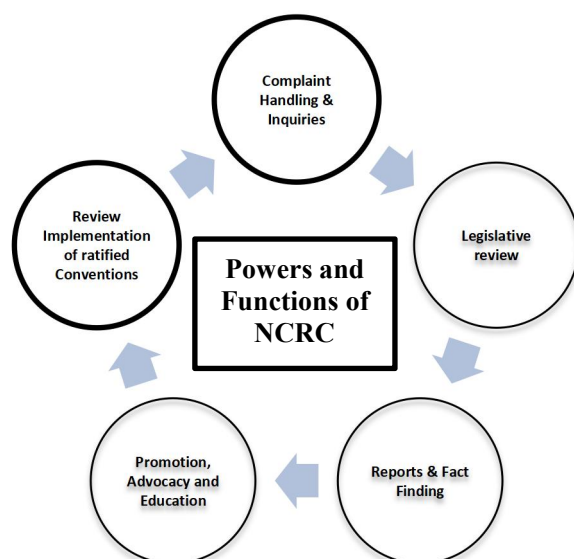 Complaint
Handling &
Inquiries
Legislative
review
Reports & Fact
Finding
Promotion,
Advocacy and
Education
Review
Implementation
of ratified
Conventions
Powers and
Functions of
NCRC